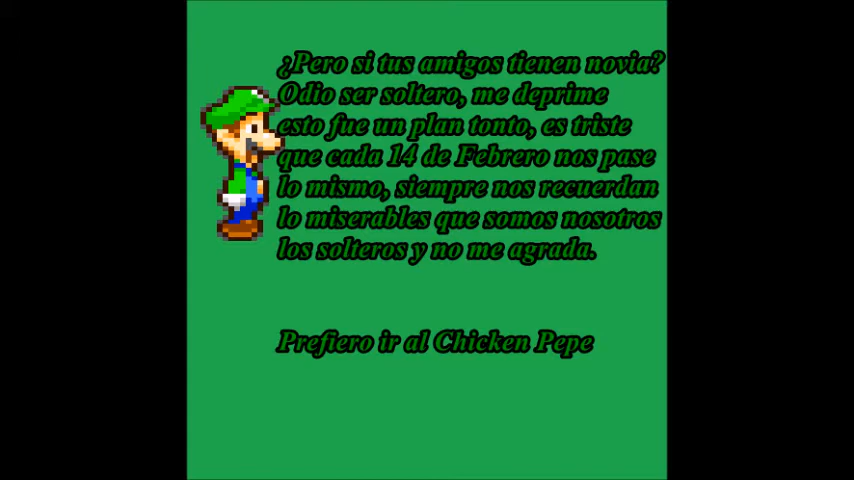 ¿Pero si tus amigos tienen novia?
Odio ser soltero, me deprime
esto fue un plan tonto, es triste
que cada 14 de Febrero nos pase
lo mismo, siempre nos recuerdan
lo miserables que somos nosotros
los solteros y no me agrada.
Prefiero ir al Chicken Pepe